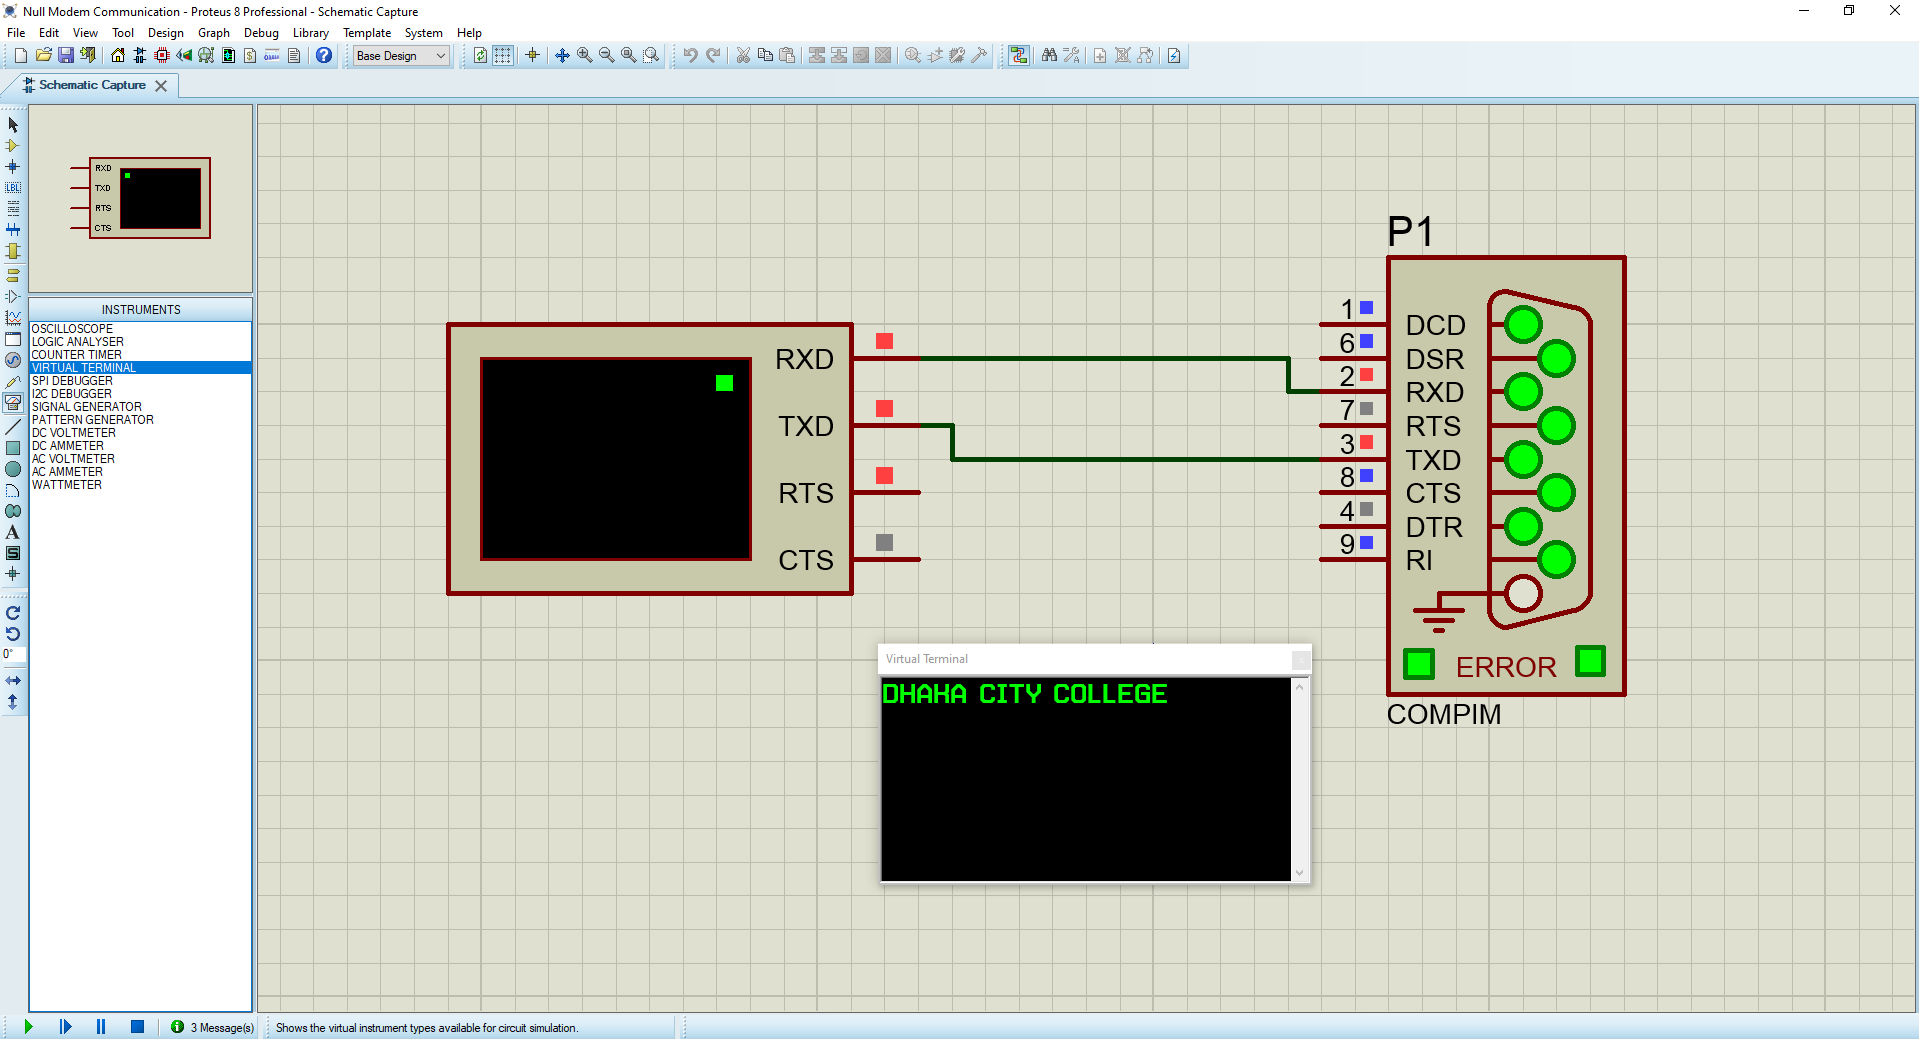 Null Modem Communication - Proteus 8 Professional - Schematic Capture
File Edit View Tool Design Graph Debug Library Template System Help
Base Design
Schematic Capture
RXD
TXD
RTS
CTS
INSTRUMENTS
OSCILLOSCOPE
LOGIC ANALYSER
COUNTER TIMER
VIRTUAL TERMINAL
SPI DEBUGGER
I2C DEBUGGER
SIGNAL GENERATOR
PATTERN GENERATOR
DC VOLTMETER
DC AMMETER
AC VOLTMETER
AC AMMETER
WATTMETER
LBL
A
S
0°
RXD
TXD
RTS
CTS
P1
1 DCD
6 DSR
2 RXD
7 RTS
3 TXD
8 CTS
4 DTR
9 RI
ERROR
COMPIM
Virtual Terminal
DHAKA CITY COLLEGE
3 Message(s)
Shows the virtual instrument types available for circuit simulation.